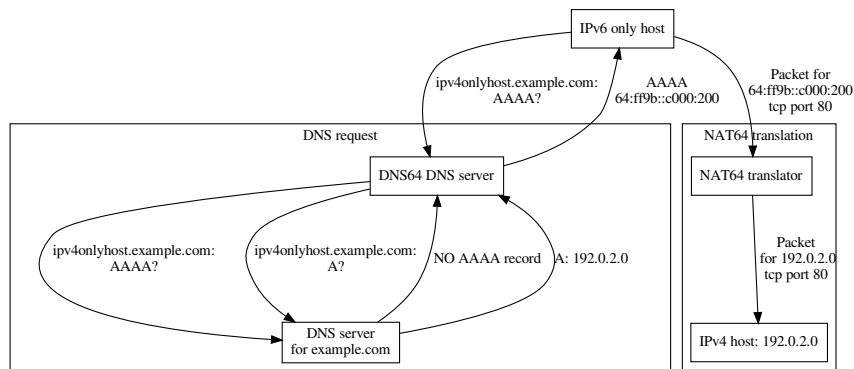 IPv6 only host
ipv4onlyhost.example.com:
AAAA?
AAAA
64:ff9b::c000:200
Packet for
64:ff9b::c000:200
tcp port 80
DNS request
NAT64 translation
DNS64 DNS server
NAT64 translator
ipv4onlyhost.example.com:
AAAA?
ipv4onlyhost.example.com:
A?
NO AAAA record
A: 192.0.2.0
Packet
for 192.0.2.0
tcp port 80
DNS server
for example.com
IPv4 host: 192.0.2.0